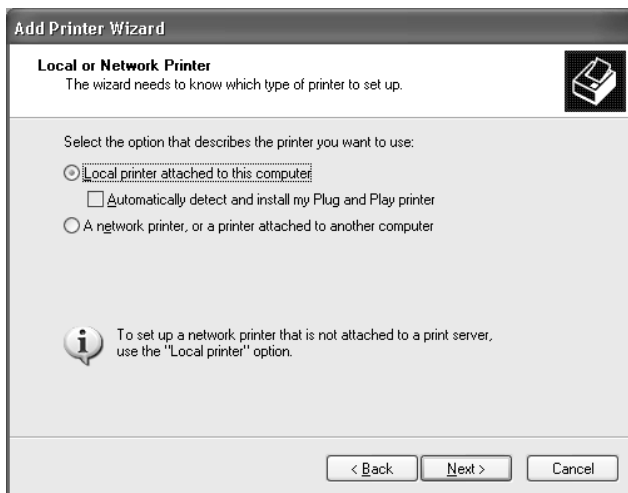 Add Printer Wizard
Local or Network Printer
The wizard needs to know which type of printer to set up.
Select the option that describes the printer you want to use:
Local printer attached to this computer
Automatically detect and install my Plug and Play printer
A network printer, or a printer attached to another computer
To set up a network printer that is not attached to a print server,
use the "Local printer" option.
< Back Next > Cancel